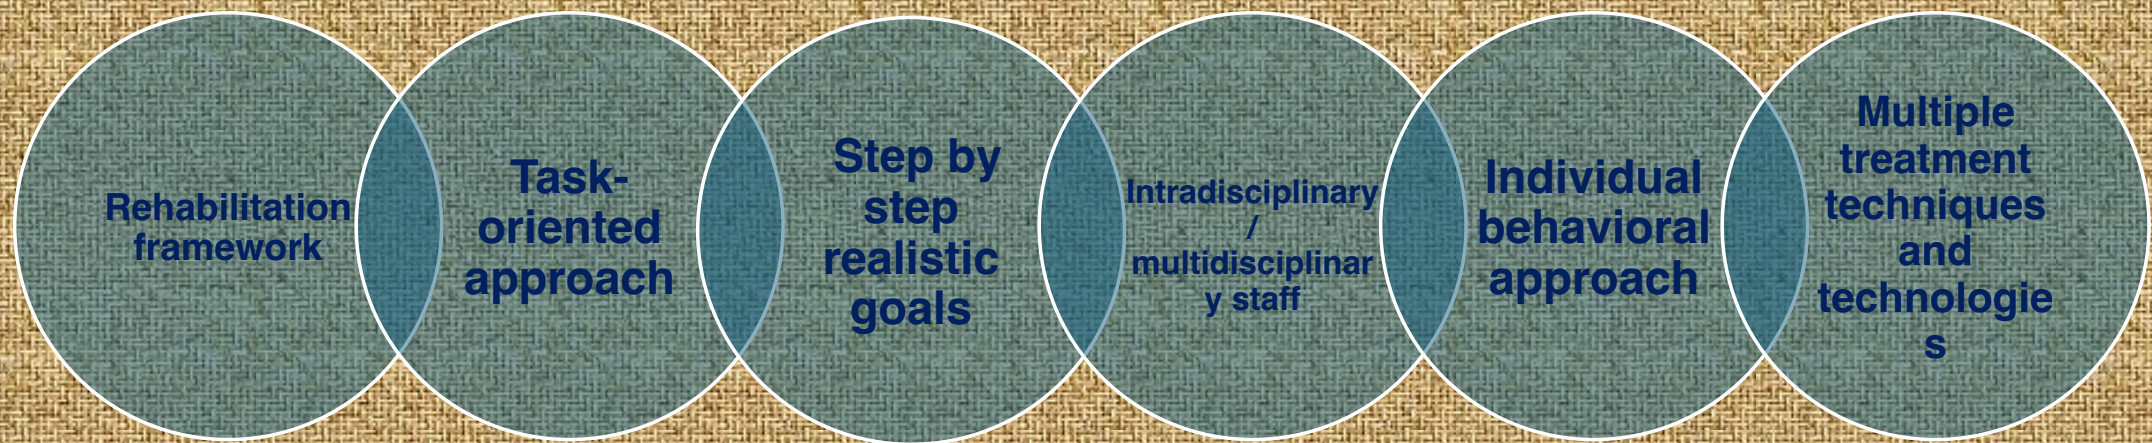 Rehabilitation
framework
Task-
oriented
approach
Step by
step
realistic
goals
Intradisciplinary
/
multidisciplinar
y staff
Individual
behavioral
approach
Multiple
treatment
techniques
and
technologie
s